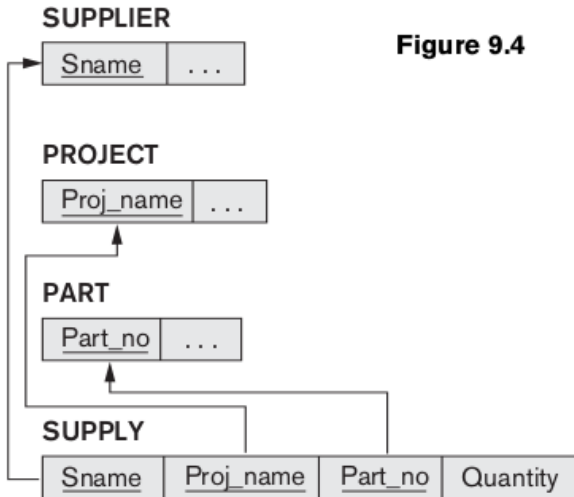 SUPPLIER
Figure 9.4
Sname ...
PROJECT
Proj_name ...
PART
Part_no ...
SUPPLY
Sname Proj_name Part_no Quantity